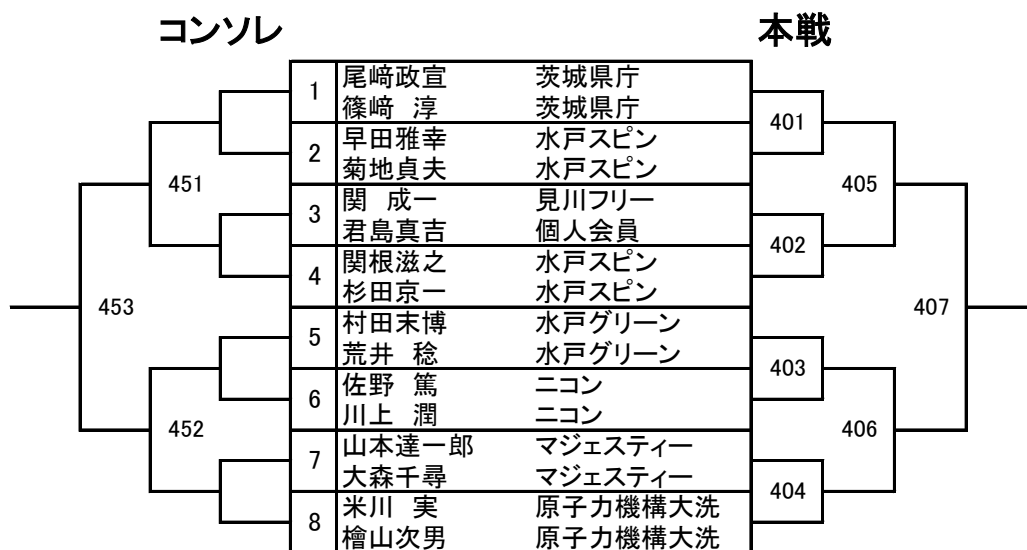 コンソレ 本戦
1 尾﨑政宣 茨城県庁
篠﨑 淳 茨城県庁
401
2 早田雅幸 水戸スピン
菊地貞夫 水戸スピン
451 405
3 関 成一 見川フリー
君島真吉 個人会員
402
4 関根滋之 水戸スピン
杉田京一 水戸スピン
453 407
5 村田末博 水戸グリーン
荒井 稔 水戸グリーン
403
6 佐野 篤 ニコン
川上 潤 ニコン
452 406
7 山本達一郎 マジェスティー
大森千尋 マジェスティー
404
8 米川 実 原子力機構大洗
檜山次男 原子力機構大洗